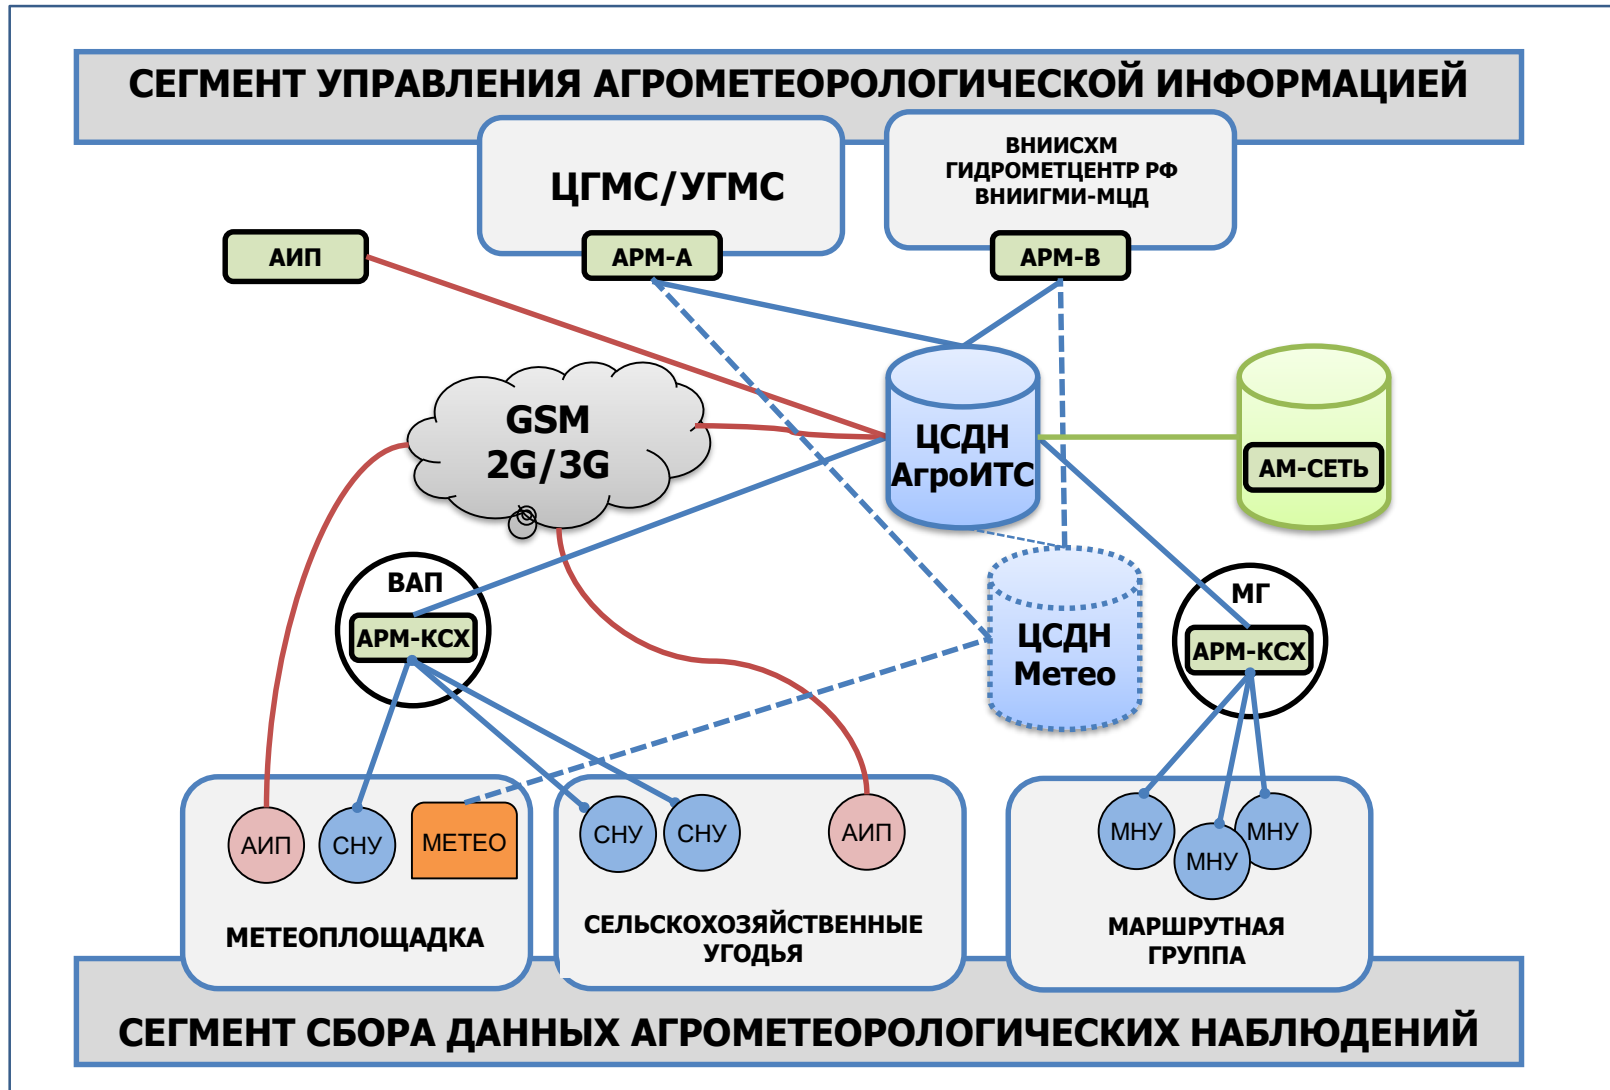 СЕГМЕНТ УПРАВЛЕНИЯ АГРОМЕТЕОРОЛОГИЧЕСКОЙ ИНФОРМАЦИЕЙ
ЦГМС/УГМС
ВНИИСХМ
ГИДРОМЕТЦЕНТР РФ
ВНИИГМИ-МЦД
АИП
АРМ-А
АРМ-В
GSM
2G/3G
ЦСДН
АгроИТС
АМ-СЕТЬ
ВАП
АРМ-КСХ
ЦСДН
Метео
МГ
АРМ-КСХ
АИП
СНУ
МЕТЕО
СНУ
СНУ
АИП
МНУ
МНУ
МНУ
МЕТЕОПЛОЩАДКА
СЕЛЬСКОХОЗЯЙСТВЕННЫЕ
УГОДЬЯ
МАРШРУТНАЯ
ГРУППА
СЕГМЕНТ СБОРА ДАННЫХ АГРОМЕТЕОРОЛОГИЧЕСКИХ НАБЛЮДЕНИЙ